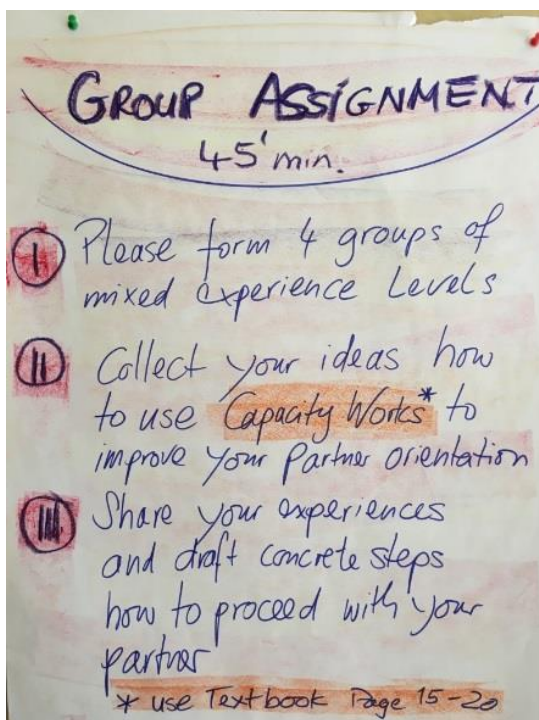 GROUP ASSIGNMENT
45' min.
I Please form 4 groups of
mixed experience Levels
II Collect your ideas how
to use Capacity Works* to
improve your partner orientation
III Share your experiences
and draft concrete steps
how to proceed with your
partner
* use Textbook Page 15-20